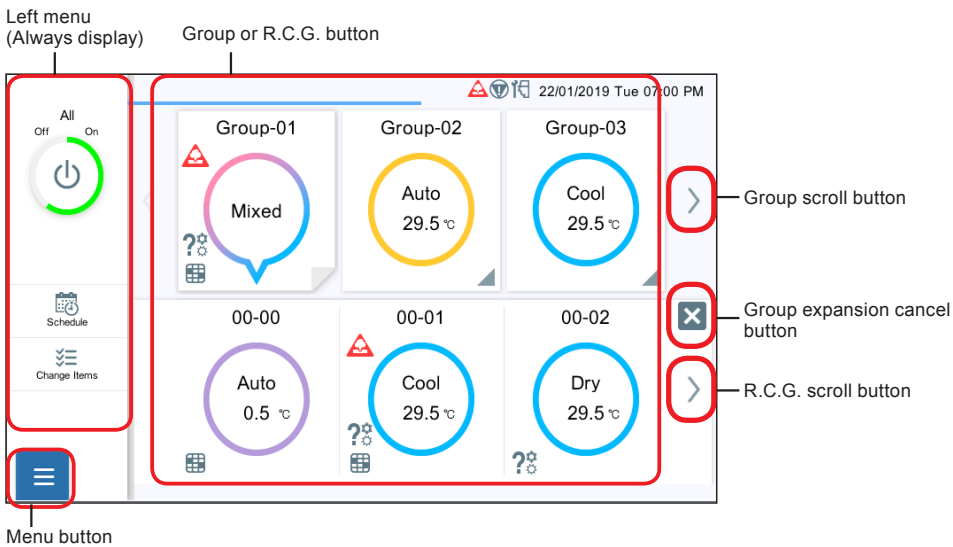 Left menu
(Always display)
Group or R.C.G. button
22/01/2019 Tue 07:00 PM
All
Off On
Group-01
Group-02
Group-03
Mixed
Auto
29.5 ℃
Cool
29.5 ℃
Group scroll button
Schedule
Change Items
00-00
00-01
00-02
Auto
0.5 ℃
Cool
29.5 ℃
Dry
29.5 ℃
Group expansion cancel
button
R.C.G. scroll button
Menu button